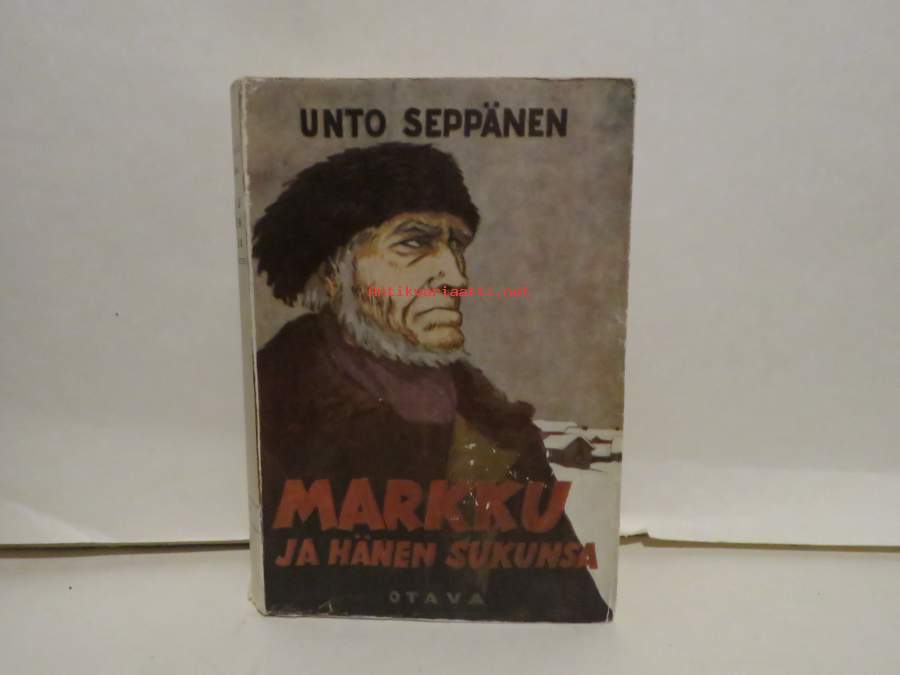 UNTO SEPPÄNEN
Antikvariaatti.net
MARKKU
JA HÄNEN SUKUNSA
OTAVA